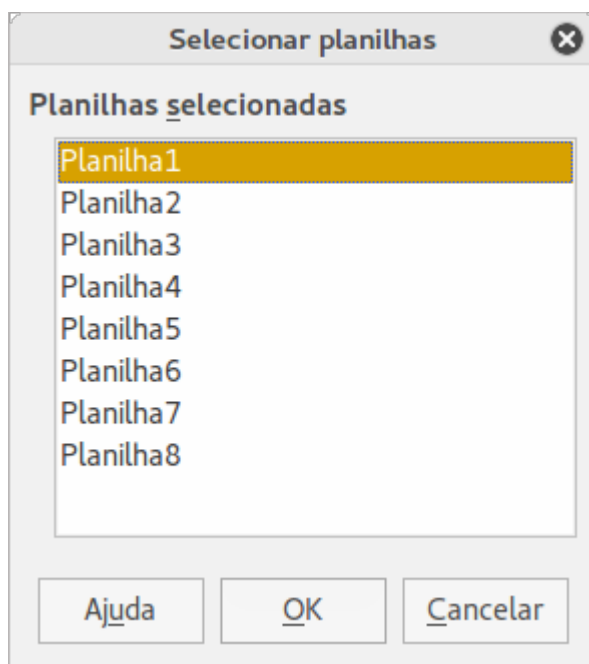 Selecionar planilhas
Planilhas selecionadas
Planilha1
Planilha2
Planilha3
Planilha4
Planilha5
Planilha6
Planilha7
Planilha8
Ajuda OK Cancelar